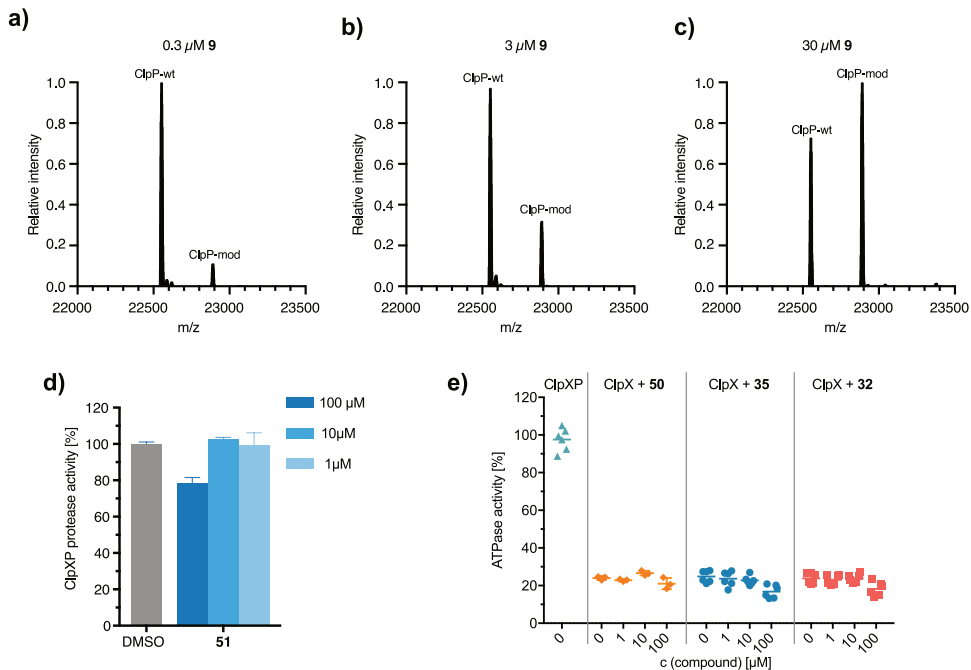 a)
0.3 µM 9
ClpP-wt
ClpP-mod
1.0
0.8
0.6
0.4
0.2
0.0
Relative intensity
22000
22500
23000
23500
m/z
b)
3 µM 9
ClpP-wt
ClpP-mod
1.0
0.8
0.6
0.4
0.2
0.0
Relative intensity
22000
22500
23000
23500
m/z
c)
30 µM 9
ClpP-wt
ClpP-mod
1.0
0.8
0.6
0.4
0.2
0.0
Relative intensity
22000
22500
23000
23500
m/z
d)
100 µM
10µM
1µM
120
100
80
60
40
20
0
ClpXP protease activity [%]
DMSO
51
e)
ClpXP
ClpX + 50
ClpX + 35
ClpX + 32
120
100
80
60
40
20
0
ATPase activity [%]
0
0
1
10
100
0
1
10
100
0
1
10
100
c (compound) [µM]